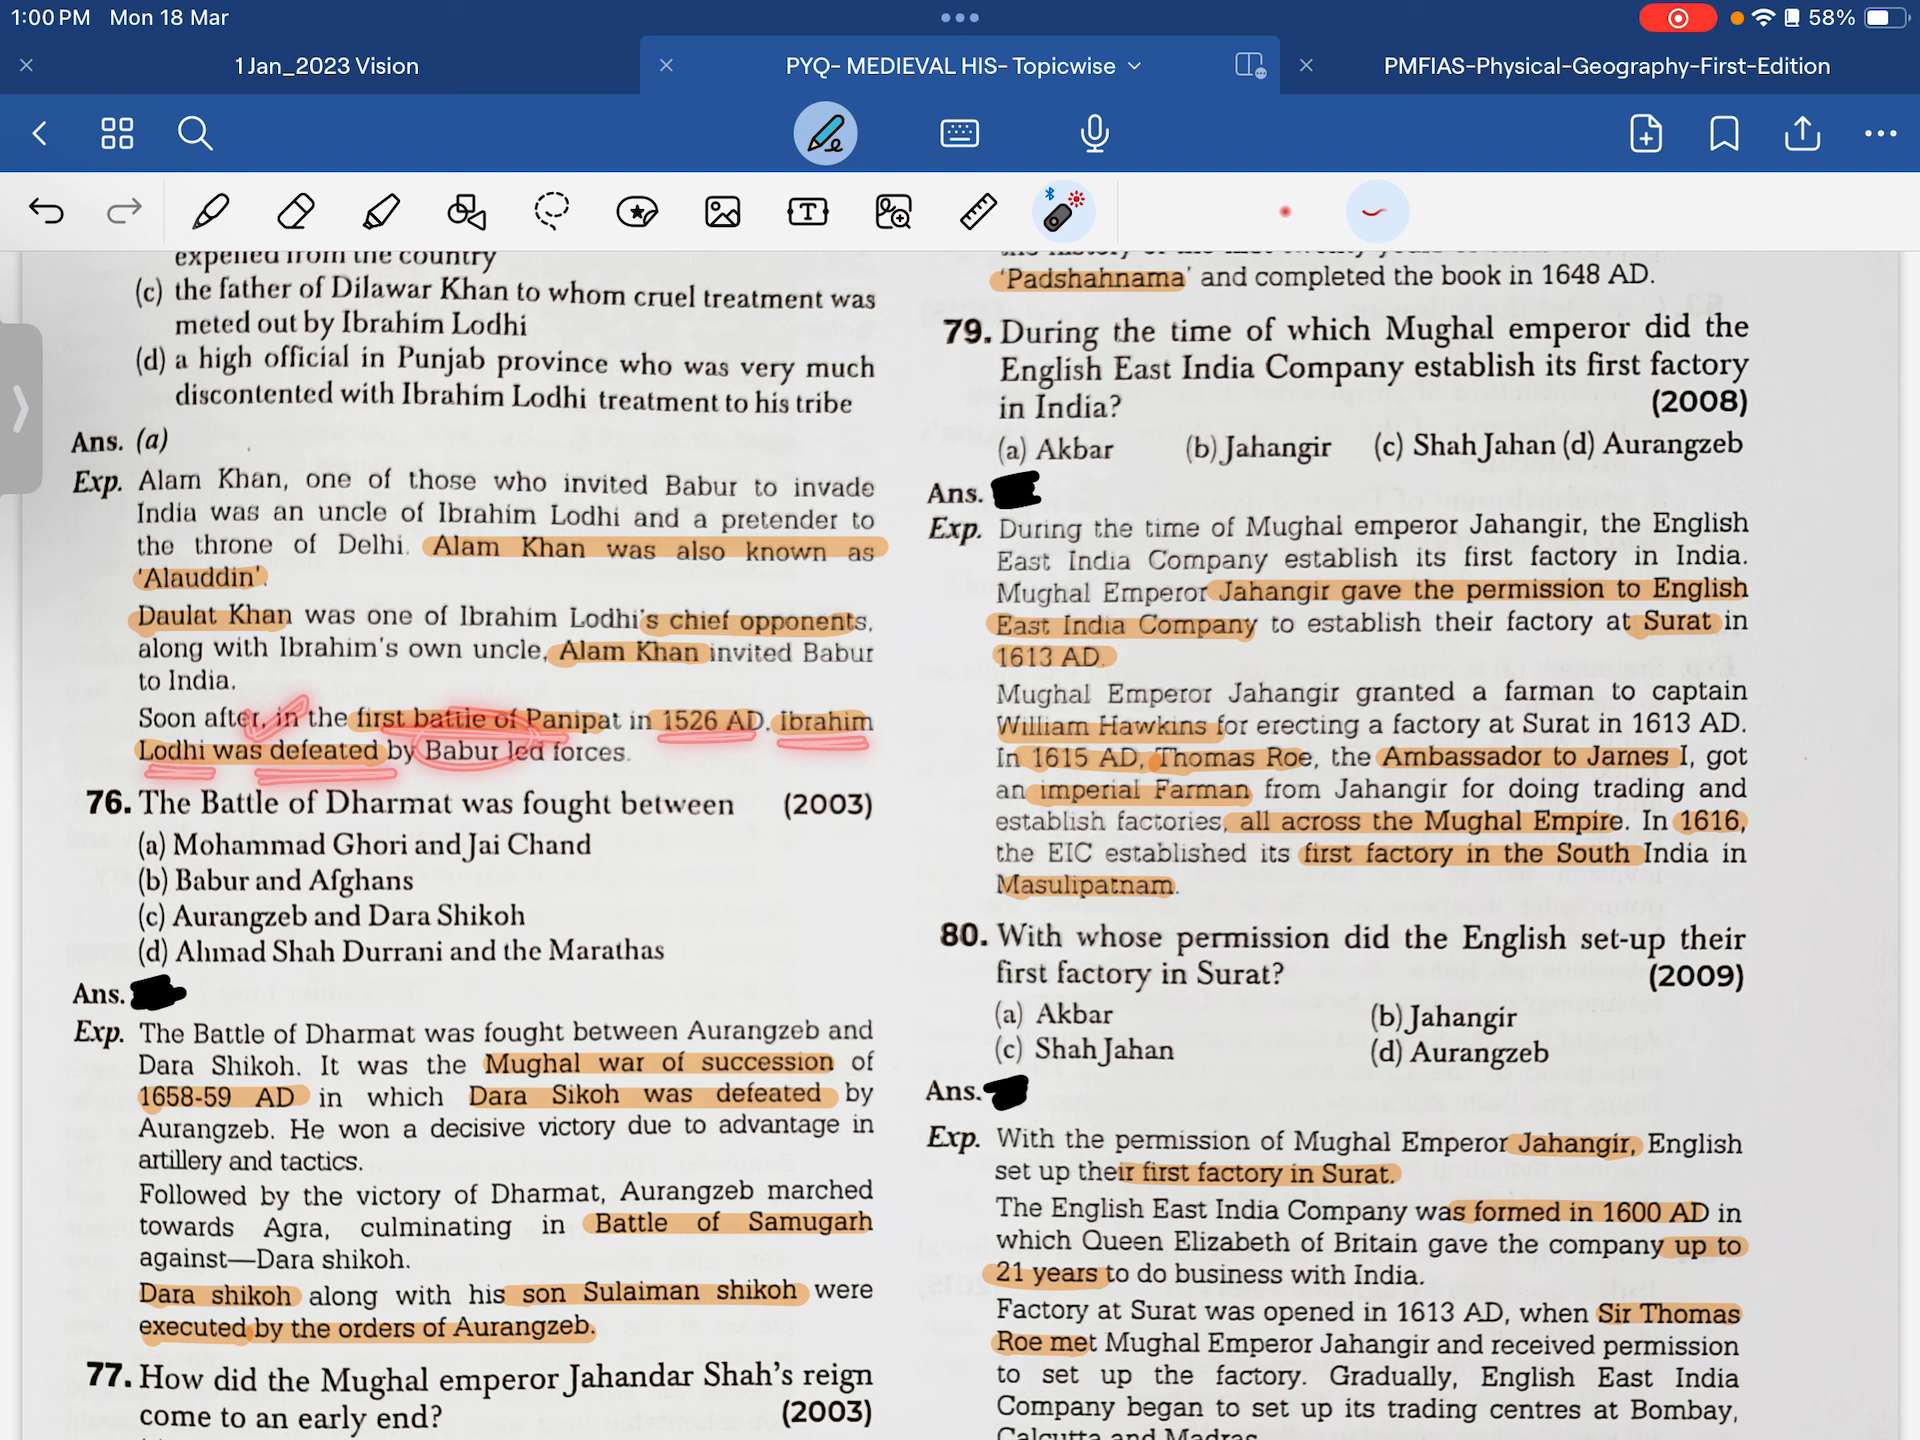 1:00 PM Mon 18 Mar
58%
1Jan_2023 Vision
PYQ- MEDIEVAL HIS- Topicwise
PMFIAS-Physical-Geography-First-Edition
expelled from the country
(c) the father of Dilawar Khan to whom cruel treatment was
meted out by Ibrahim Lodhi
(d) a high official in Punjab province who was very much
discontented with Ibrahim Lodhi treatment to his tribe
Ans. (a)
Exp. Alam Khan, one of those who invited Babur to invade
India was an uncle of Ibrahim Lodhi and a pretender to
the throne of Delhi. Alam Khan was also known as
'Alauddin'.
Daulat Khan was one of Ibrahim Lodhi's chief opponents,
along with Ibrahim's own uncle, Alam Khan invited Babur
to India.
Soon after, in the first battle of Panipat in 1526 AD, Ibrahim
Lodhi was defeated by Babur led forces.
76. The Battle of Dharmat was fought between (2003)
(a) Mohammad Ghori and Jai Chand
(b) Babur and Afghans
(c) Aurangzeb and Dara Shikoh
(d) Ahmad Shah Durrani and the Marathas
Ans.
Exp. The Battle of Dharmat was fought between Aurangzeb and
Dara Shikoh. It was the Mughal war of succession of
1658-59 AD in which Dara Sikoh was defeated by
Aurangzeb. He won a decisive victory due to advantage in
artillery and tactics.
Followed by the victory of Dharmat, Aurangzeb marched
towards Agra, culminating in Battle of Samugarh
against—Dara shikoh.
Dara shikoh along with his son Sulaiman shikoh were
executed by the orders of Aurangzeb.
77. How did the Mughal emperor Jahandar Shah's reign
come to an early end? (2003)
'Padshahnama' and completed the book in 1648 AD.
79. During the time of which Mughal emperor did the
English East India Company establish its first factory
in India? (2008)
(a) Akbar (b) Jahangir (c) Shah Jahan (d) Aurangzeb
Ans.
Exp. During the time of Mughal emperor Jahangir, the English
East India Company establish its first factory in India.
Mughal Emperor Jahangir gave the permission to English
East India Company to establish their factory at Surat in
1613 AD.
Mughal Emperor Jahangir granted a farman to captain
William Hawkins for erecting a factory at Surat in 1613 AD.
In 1615 AD, Thomas Roe, the Ambassador to James I, got
an imperial Farman from Jahangir for doing trading and
establish factories, all across the Mughal Empire. In 1616,
the EIC established its first factory in the South India in
Masulipatnam.
80. With whose permission did the English set-up their
first factory in Surat? (2009)
(a) Akbar (b) Jahangir
(c) Shah Jahan (d) Aurangzeb
Ans.
Exp. With the permission of Mughal Emperor Jahangir, English
set up their first factory in Surat.
The English East India Company was formed in 1600 AD in
which Queen Elizabeth of Britain gave the company up to
21 years to do business with India.
Factory at Surat was opened in 1613 AD, when Sir Thomas
Roe met Mughal Emperor Jahangir and received permission
to set up the factory. Gradually, English East India
Company began to set up its trading centres at Bombay,
Calcutta and Madras.